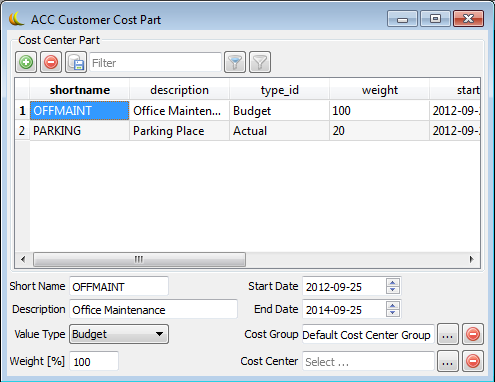 ACC Customer Cost Part
Cost Center Part
Filter
shortname description type_id weight start
1 OFFMAINT Office Mainten... Budget 100 2012-09-
2 PARKING Parking Place Actual 20 2012-09-
Short Name OFFMAINT Start Date 2012-09-25
Description Office Maintenance End Date 2014-09-25
Value Type Budget Cost Group Default Cost Center Group ...
Weight [%] 100 Cost Center Select ... ...